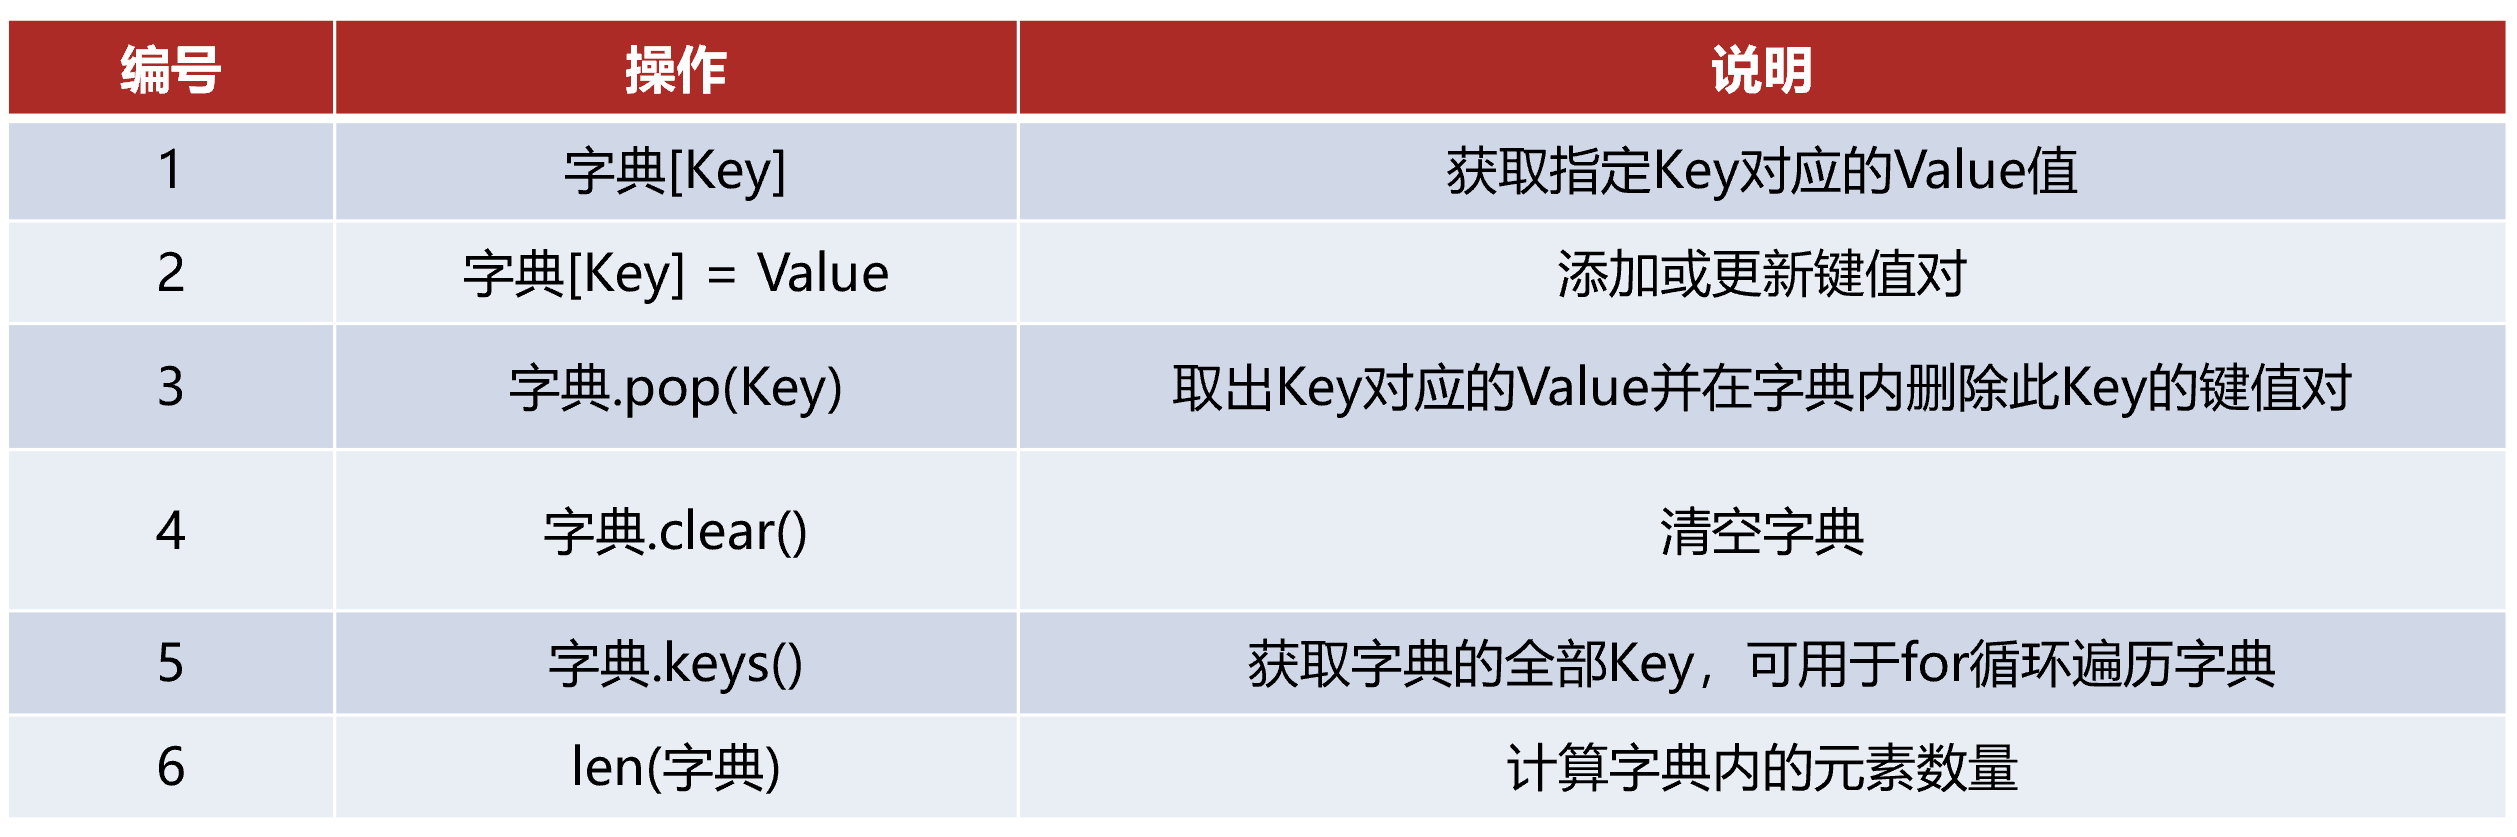 编号 操作 说明
1 字典[Key] 获取指定Key对应的Value值
2 字典[Key] = Value 添加或更新键值对
3 字典.pop(Key) 取出Key对应的Value并在字典内删除此Key的键值对
4 字典.clear() 清空字典
5 字典.keys() 获取字典的全部Key，可用于for循环遍历字典
6 len(字典) 计算字典内的元素数量